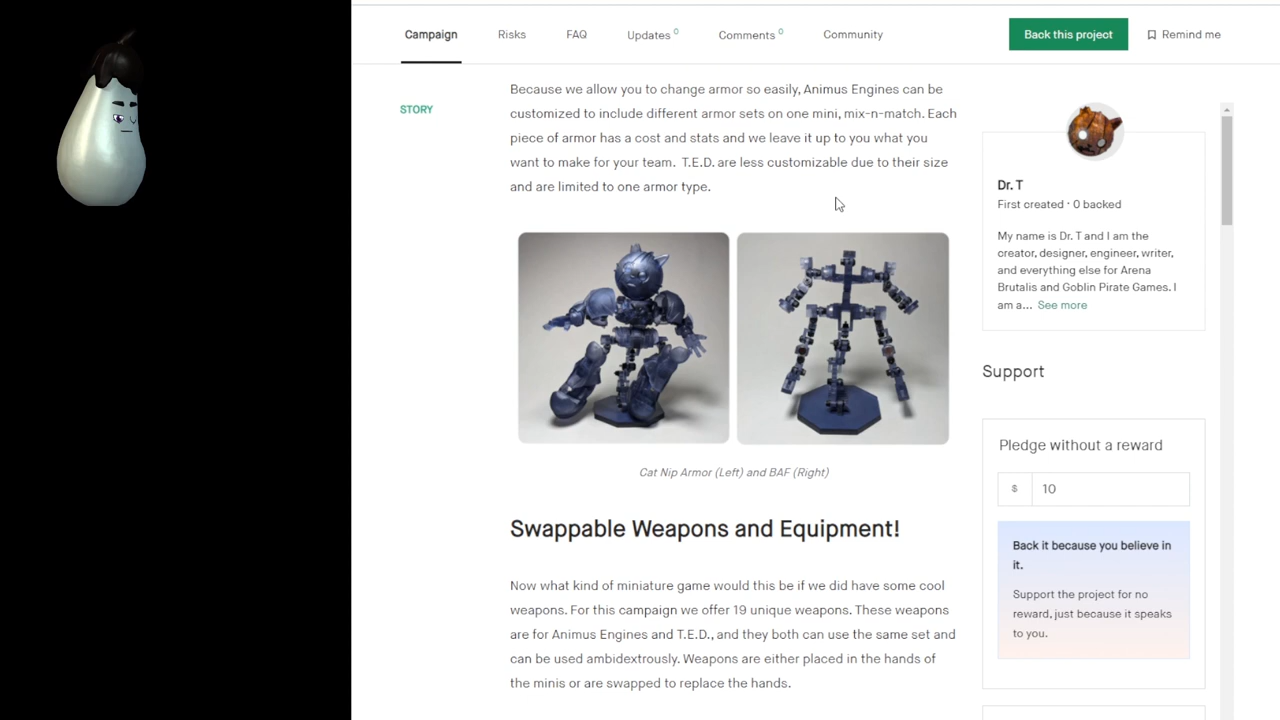 Campaign
Risks
FAQ
Updates 0
Comments 0
Community
Back this project
Remind me
STORY
Because we allow you to change armor so easily, Animus Engines can be
customized to include different armor sets on one mini, mix-n-match. Each
piece of armor has a cost and stats and we leave it up to you what you
want to make for your team. T.E.D. are less customizable due to their size
and are limited to one armor type.
Cat Nip Armor (Left) and BAF (Right)
Swappable Weapons and Equipment!
Now what kind of miniature game would this be if we did have some cool
weapons. For this campaign we offer 19 unique weapons. These weapons
are for Animus Engines and T.E.D., and they both can use the same set and
can be used ambidextrously. Weapons are either placed in the hands of
the minis or are swapped to replace the hands.
Dr. T
First created · 0 backed
My name is Dr. T and I am the
creator, designer, engineer, writer,
and everything else for Arena
Brutalis and Goblin Pirate Games. I
am a... See more
Support
Pledge without a reward
$ 10
Back it because you believe in
it.
Support the project for no
reward, just because it speaks
to you.